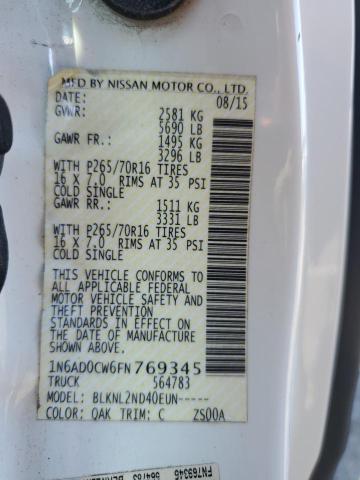 MFD BY NISSAN MOTOR CO., LTD.
DATE: 08/15
GVWR: 2581 KG
5690 LB
GAWR FR.: 1495 KG
3296 LB
WITH P265/70R16 TIRES
16 X 7.0 RIMS AT 35 PSI
COLD SINGLE
GAWR RR.: 1511 KG
3331 LB
WITH P265/70R16 TIRES
16 X 7.0 RIMS AT 35 PSI
COLD SINGLE
THIS VEHICLE CONFORMS TO
ALL APPLICABLE FEDERAL
MOTOR VEHICLE SAFETY AND
THEFT PREVENTION
STANDARDS IN EFFECT ON
THE DATE OF MANUFACTURE
SHOWN ABOVE.
1N6AD0CW6FN769345
TRUCK 564783
MODEL: BLKNL2ND40EUN-----
COLOR: QAK TRIM: C ZS00A
FN769345
564783